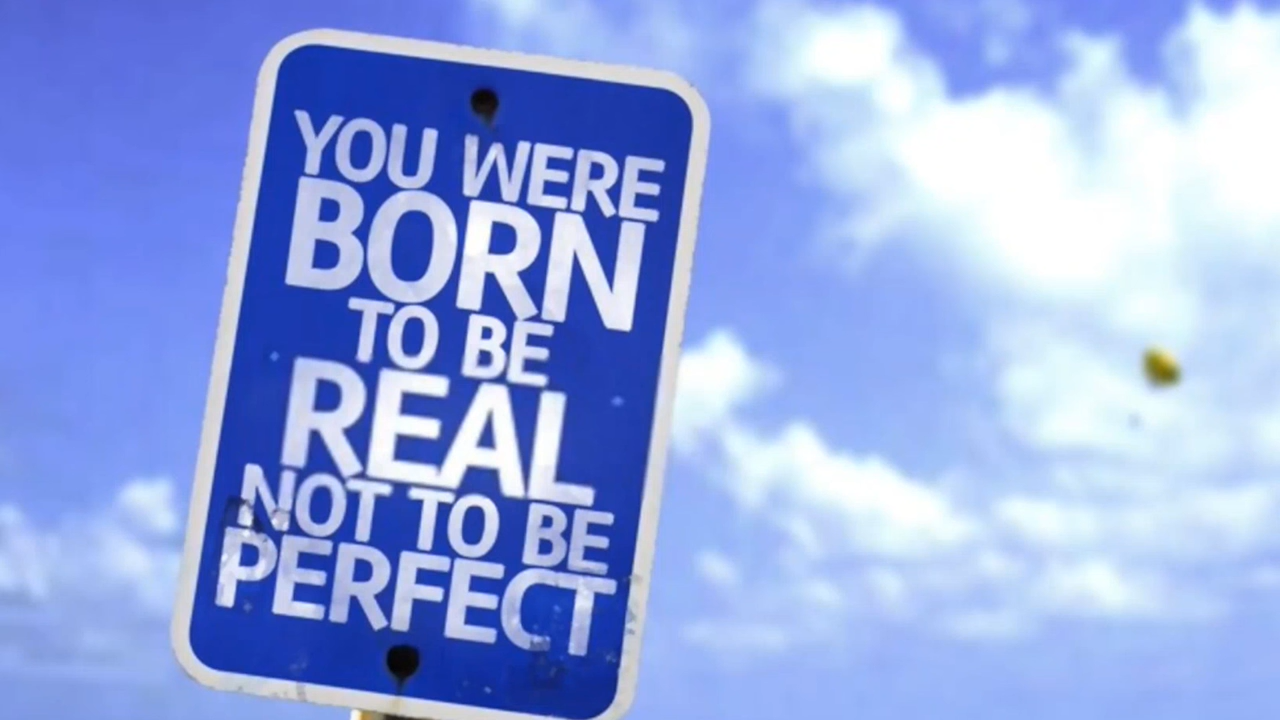 YOU WERE
BORN
TO BE
REAL
NOT TO BE
PERFECT